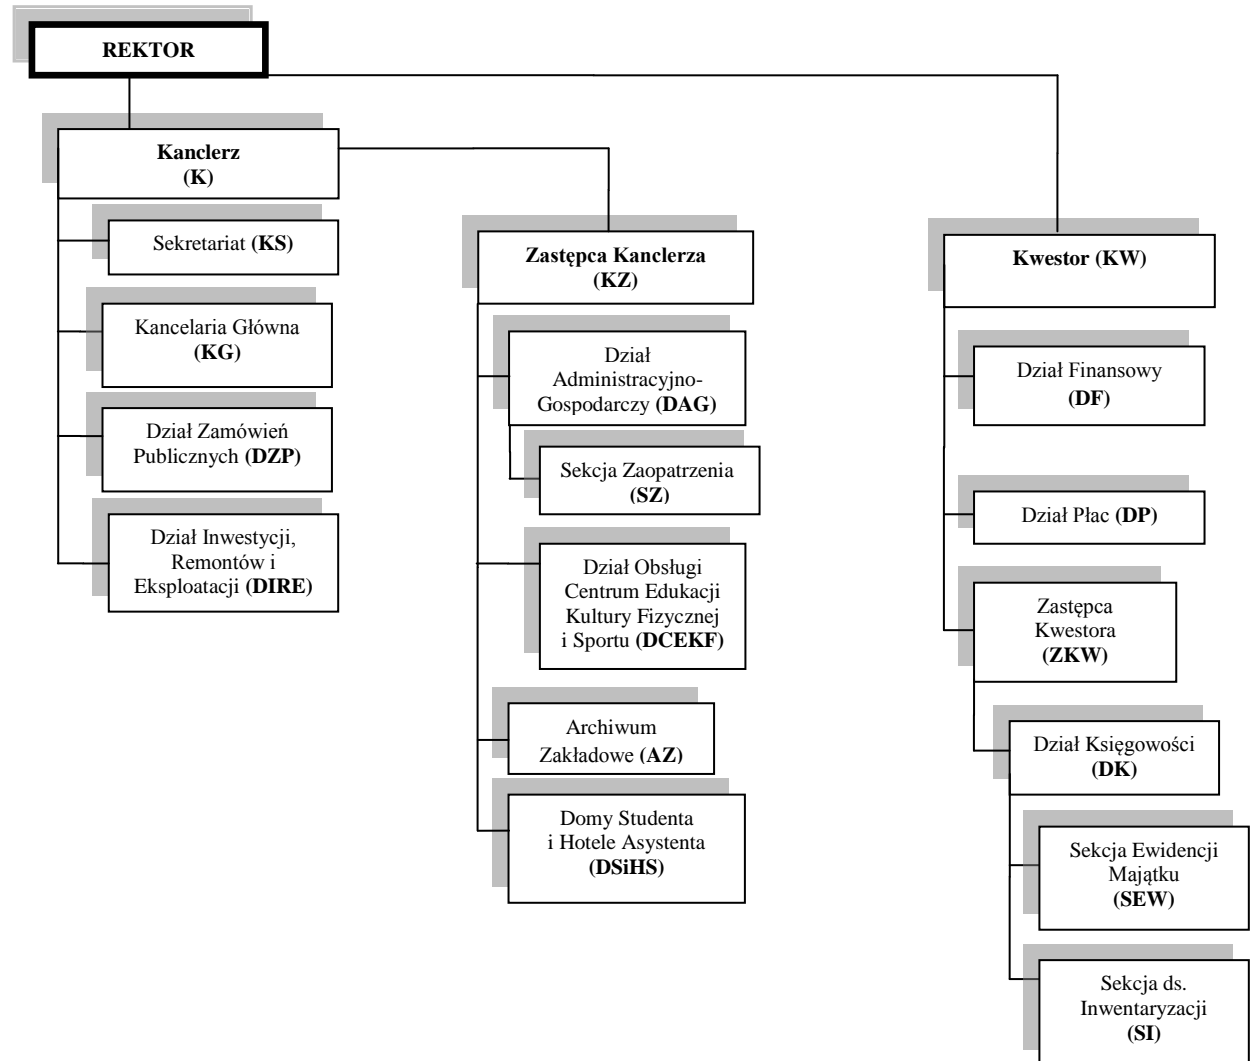 REKTOR
Kanclerz
(K)
Sekretariat (KS)
Kancelaria Główna
(KG)
Dział Zamówień
Publicznych (DZP)
Dział Inwestycji,
Remontów i
Eksploatacji (DIRE)
Zastępca Kanclerza
(KZ)
Dział
Administracyjno-
Gospodarczy (DAG)
Sekcja Zaopatrzenia
(SZ)
Dział Obsługi
Centrum Edukacji
Kultury Fizycznej
i Sportu (DCEKF)
Archiwum
Zakładowe (AZ)
Domy Studenta
i Hotele Asystenta
(DSiHS)
Kwestor (KW)
Dział Finansowy
(DF)
Dział Płac (DP)
Zastępca
Kwestora
(ZKW)
Dział Księgowości
(DK)
Sekcja Ewidencji
Majątku
(SEW)
Sekcja ds.
Inwentaryzacji
(SI)